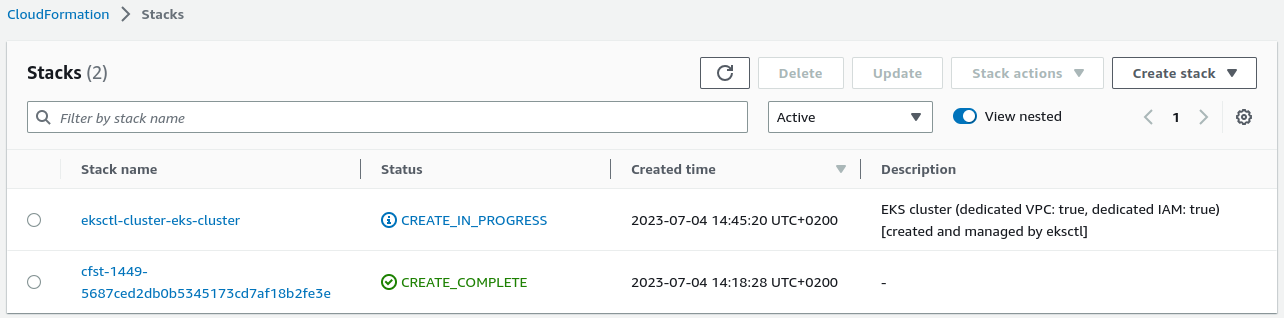 CloudFormation > Stacks
Stacks (2)
Delete
Update
Stack actions
Create stack
Filter by stack name
Active
View nested
1
Stack name
Status
Created time
Description
eksctl-cluster-eks-cluster
CREATE_IN_PROGRESS
2023-07-04 14:45:20 UTC+0200
EKS cluster (dedicated VPC: true, dedicated IAM: true)
[created and managed by eksctl]
cfst-1449-
5687ced2db0b5345173cd7af18b2fe3e
CREATE_COMPLETE
2023-07-04 14:18:28 UTC+0200
-